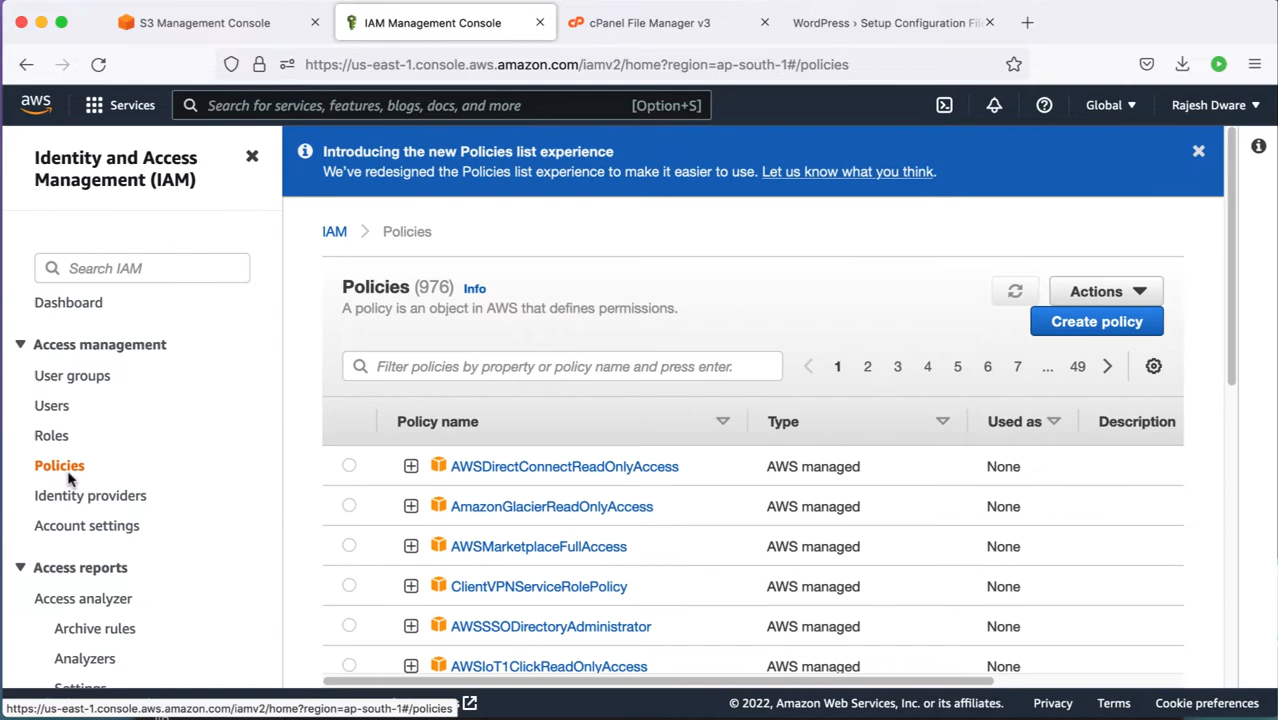 S3 Management Console
IAM Management Console
cP cPanel File Manager v3
WordPress › Setup Configuration Fil
https://us-east-1.console.aws.amazon.com/iamv2/home?region=ap-south-1#/policies
aws
Services
Search for services, features, blogs, docs, and more
[Option+S]
Global
Rajesh Dware
Identity and Access
Management (IAM)
Search IAM
Dashboard
Access management
User groups
Users
Roles
Policies
Identity providers
Account settings
Access reports
Access analyzer
Archive rules
Analyzers
Settings
Introducing the new Policies list experience
We've redesigned the Policies list experience to make it easier to use. Let us know what you think.
IAM > Policies
Policies (976) Info
A policy is an object in AWS that defines permissions.
Actions
Create policy
Filter policies by property or policy name and press enter.
1 2 3 4 5 6 7 ... 49
Policy name Type Used as Description
AWSDirectConnectReadOnlyAccess AWS managed None
AmazonGlacierReadOnlyAccess AWS managed None
AWSMarketplaceFullAccess AWS managed None
ClientVPNServiceRolePolicy AWS managed None
AWSSSODirectoryAdministrator AWS managed None
AWSIoT1ClickReadOnlyAccess AWS managed None
https://us-east-1.console.aws.amazon.com/iamv2/home?region=ap-south-1#/policies
© 2022, Amazon Web Services, Inc. or its affiliates.
Privacy
Terms
Cookie preferences